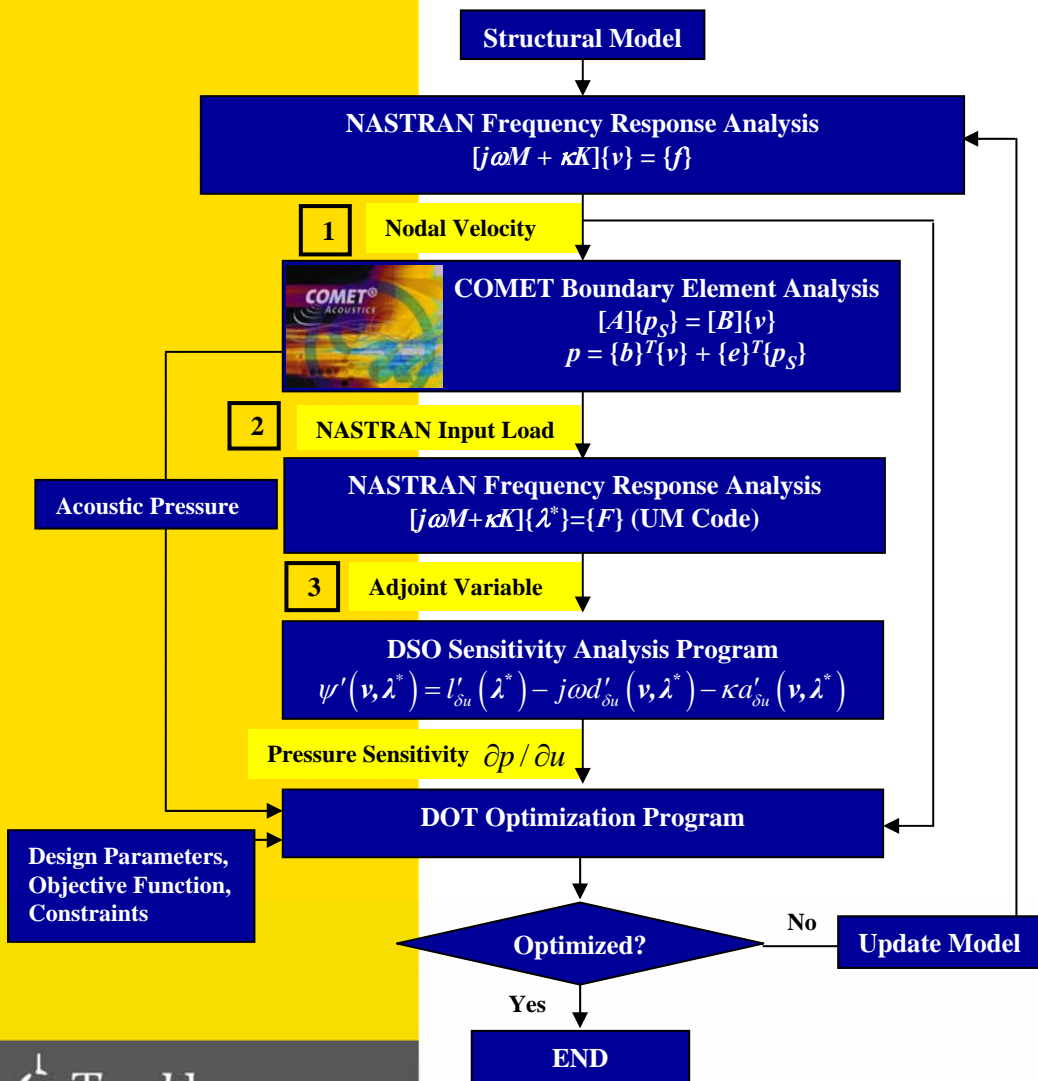 Structural Model
NASTRAN Frequency Response Analysis
[jωM + κK]{v} = {f}
1
Nodal Velocity
COMET®
ACOUSTICS
COMET Boundary Element Analysis
[A]{p_S} = [B]{v}
p = {b}^T{v} + {e}^T{p_S}
2
NASTRAN Input Load
Acoustic Pressure
NASTRAN Frequency Response Analysis
[jωM+κK]{λ*}={F} (UM Code)
3
Adjoint Variable
DSO Sensitivity Analysis Program
ψ′(v,λ*) = l′_δu(λ*) − jωd′_δu(v,λ*) − κa′_δu(v,λ*)
Pressure Sensitivity ∂p / ∂u
DOT Optimization Program
Design Parameters,
Objective Function,
Constraints
Optimized?
No
Update Model
Yes
END